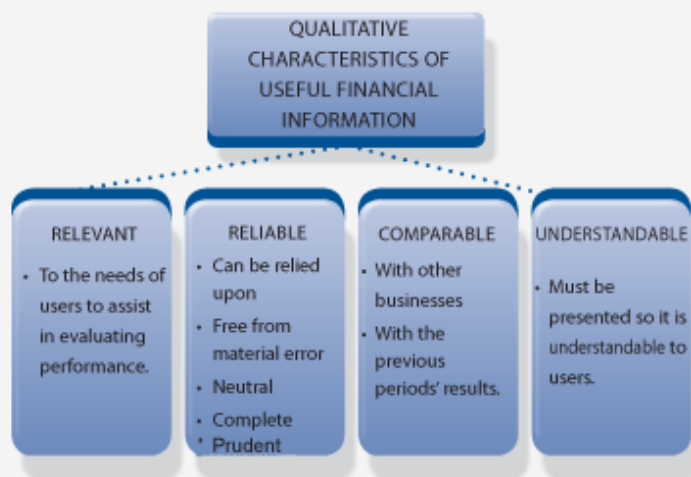 QUALITATIVE
CHARACTERISTICS OF
USEFUL FINANCIAL
INFORMATION
RELEVANT
• To the needs of
users to assist
in evaluating
performance.
RELIABLE
• Can be relied
upon
• Free from
material error
• Neutral
• Complete
• Prudent
COMPARABLE
• With other
businesses
• With the
previous
periods' results.
UNDERSTANDABLE
• Must be
presented so it is
understandable to
users.